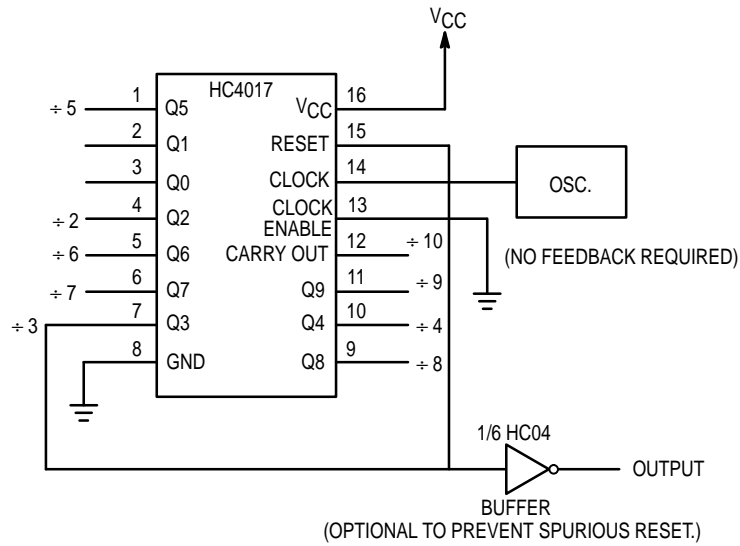 VCC
HC4017
÷ 5 1 Q5 VCC 16
2 Q1 RESET 15
3 Q0 CLOCK 14 OSC.
÷ 2 4 Q2 CLOCK ENABLE 13
÷ 6 5 Q6 CARRY OUT 12 ÷ 10 (NO FEEDBACK REQUIRED)
÷ 7 6 Q7 Q9 11 ÷ 9
÷ 3 7 Q3 Q4 10 ÷ 4
8 GND Q8 9 ÷ 8
1/6 HC04
OUTPUT
BUFFER
(OPTIONAL TO PREVENT SPURIOUS RESET.)